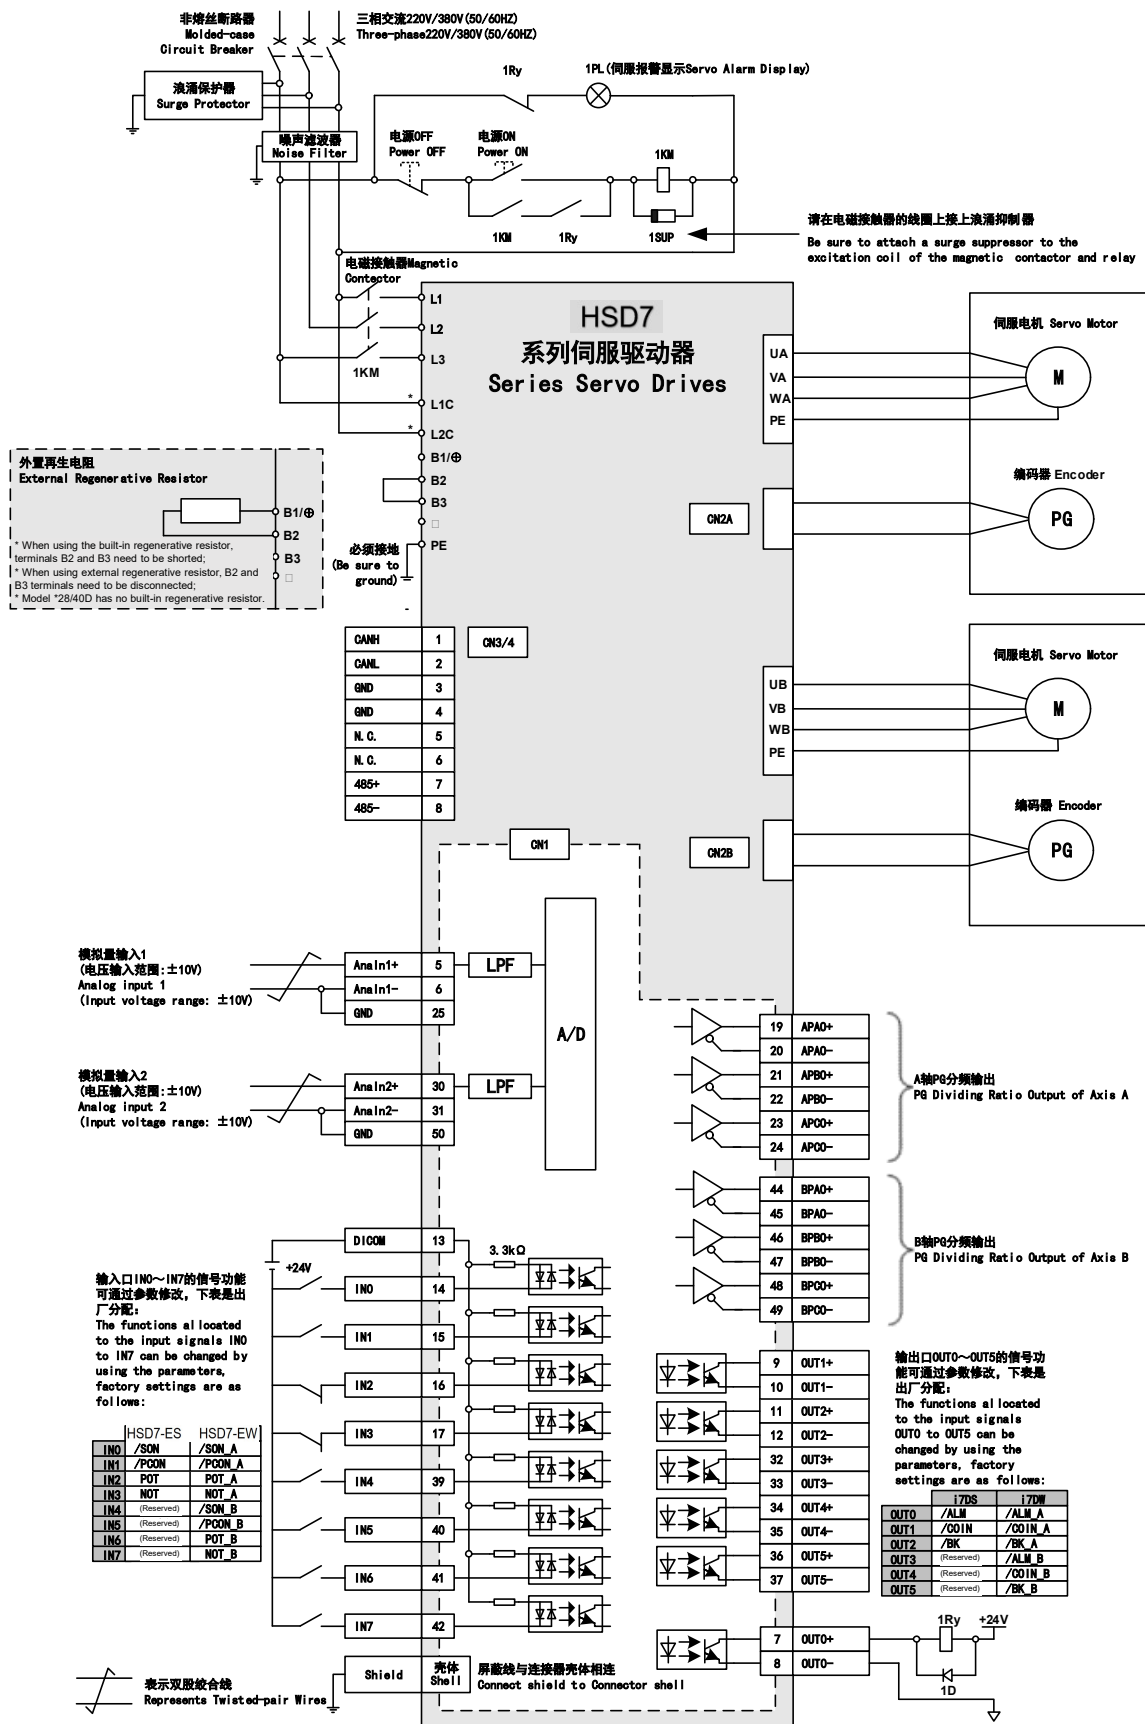 非熔丝断路器
Molded-case
Circuit Breaker
三相交流220V/380V(50/60HZ)
Three-phase220V/380V(50/60HZ)
浪涌保护器
Surge Protector
噪声滤波器
Noise Filter
1Ry
1PL(伺服报警显示Servo Alarm Display)
电源OFF
Power OFF
电源ON
Power ON
1KM
1KM
1Ry
1SUP
请在电磁接触器的线圈上接上浪涌抑制器
Be sure to attach a surge suppressor to the
excitation coil of the magnetic contactor and relay
电磁接触器Magnetic
Contector
1KM
HSD7
系列伺服驱动器
Series Servo Drives
L1
L2
L3
* L1C
* L2C
B1/⊕
B2
B3
□
PE
必须接地
(Be sure to
ground)
-
外置再生电阻
External Regenerative Resistor
B1/⊕
B2
B3
□
* When using the built-in regenerative resistor,
terminals B2 and B3 need to be shorted;
* When using external regenerative resistor, B2 and
B3 terminals need to be disconnected;
* Model *28/40D has no built-in regenerative resistor.
UA
VA
WA
PE
伺服电机 Servo Motor
M
CN2A
编码器 Encoder
PG
UB
VB
WB
PE
伺服电机 Servo Motor
M
CN2B
编码器 Encoder
PG
CN3/4
CANH 1
CANL 2
GND 3
GND 4
N.C. 5
N.C. 6
485+ 7
485- 8
CN1
模拟量输入1
(电压输入范围:±10V)
Analog input 1
(Input voltage range: ±10V)
AnaIn1+ 5 LPF
AnaIn1- 6
GND 25
A/D
模拟量输入2
(电压输入范围:±10V)
Analog input 2
(Input voltage range: ±10V)
AnaIn2+ 30 LPF
AnaIn2- 31
GND 50
19 APAO+
20 APAO-
21 APBO+
22 APBO-
23 APCO+
24 APCO-
A轴PG分频输出
PG Dividing Ratio Output of Axis A
44 BPAO+
45 BPAO-
46 BPBO+
47 BPBO-
48 BPCO+
49 BPCO-
B轴PG分频输出
PG Dividing Ratio Output of Axis B
DICOM 13
3.3kΩ
+24V
IN0 14
IN1 15
IN2 16
IN3 17
IN4 39
IN5 40
IN6 41
IN7 42
Shield 壳体
Shell
屏蔽线与连接器壳体相连
Connect shield to Connector shell
输入口IN0～IN7的信号功能
可通过参数修改，下表是出
厂分配：
The functions allocated
to the input signals IN0
to IN7 can be changed by
using the parameters,
factory settings are as
follows:
HSD7-ES HSD7-EW
IN0 /SON /SON_A
IN1 /PCON /PCON_A
IN2 POT POT_A
IN3 NOT NOT_A
IN4 (Reserved) /SON_B
IN5 (Reserved) /PCON_B
IN6 (Reserved) POT_B
IN7 (Reserved) NOT_B
9 OUT1+
10 OUT1-
11 OUT2+
12 OUT2-
32 OUT3+
33 OUT3-
34 OUT4+
35 OUT4-
36 OUT5+
37 OUT5-
7 OUT0+
8 OUT0-
输出口OUT0～OUT5的信号功
能可通过参数修改，下表是
出厂分配：
The functions allocated
to the input signals
OUT0 to OUT5 can be
changed by using the
parameters, factory
settings are as follows:
i7DS i7DW
OUT0 /ALM /ALM_A
OUT1 /COIN /COIN_A
OUT2 /BK /BK_A
OUT3 (Reserved) /ALM_B
OUT4 (Reserved) /COIN_B
OUT5 (Reserved) /BK_B
1Ry +24V
1D
表示双股绞合线
Represents Twisted-pair Wires